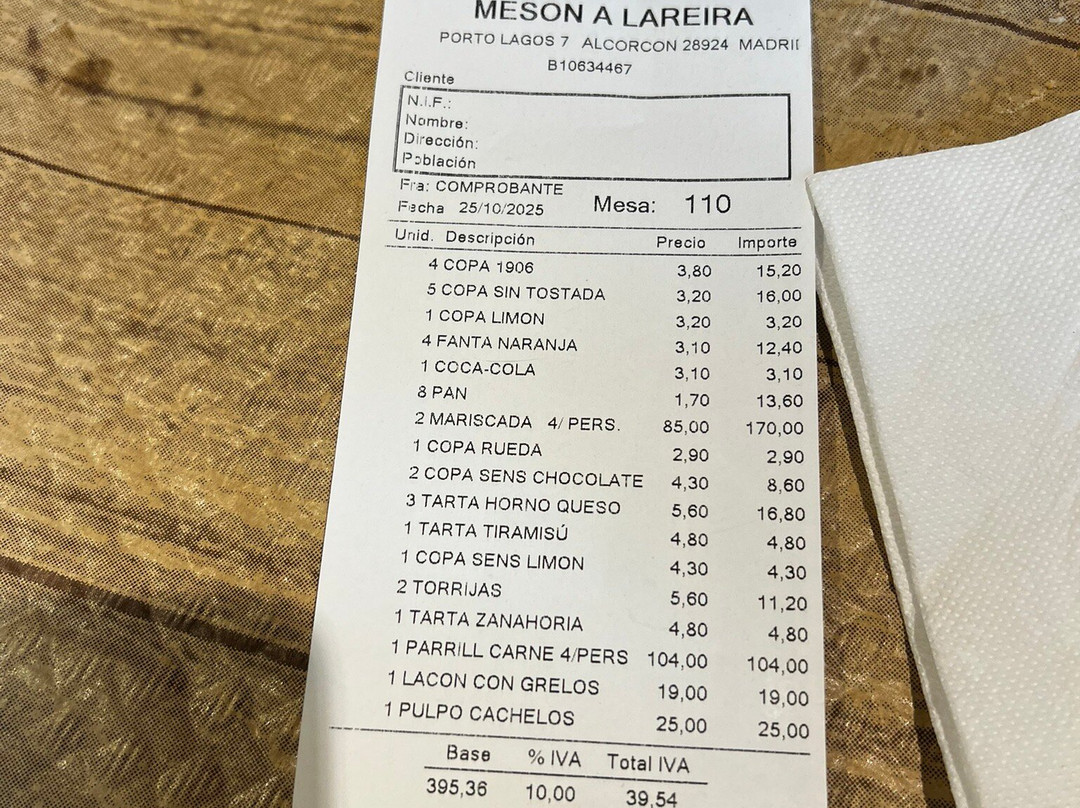 MESON A LAREIRA
PORTO LAGOS 7 ALCORCON 28924 MADRI
B10634467
Cliente
N.I.F.:
Nombre:
Dirección:
Población
Fra: COMPROBANTE
Fecha 25/10/2025 Mesa: 110
Unid. Descripción Precio Importe
4 COPA 1906 3,80 15,20
5 COPA SIN TOSTADA 3,20 16,00
1 COPA LIMON 3,20 3,20
4 FANTA NARANJA 3,10 12,40
1 COCA-COLA 3,10 3,10
8 PAN 1,70 13,60
2 MARISCADA 4/ PERS. 85,00 170,00
1 COPA RUEDA 2,90 2,90
2 COPA SENS CHOCOLATE 4,30 8,60
3 TARTA HORNO QUESO 5,60 16,80
1 TARTA TIRAMISÚ 4,80 4,80
1 COPA SENS LIMON 4,30 4,30
2 TORRIJAS 5,60 11,20
1 TARTA ZANAHORIA 4,80 4,80
1 PARRILL CARNE 4/PERS 104,00 104,00
1 LACON CON GRELOS 19,00 19,00
1 PULPO CACHELOS 25,00 25,00
Base % IVA Total IVA
395,36 10,00 39,54